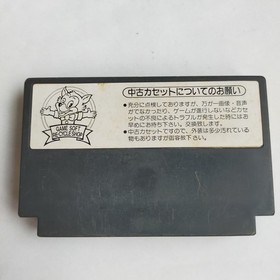 中古カセットについてのお願い
● 充分に点検しておりますが、万が一画像・音声
がでなかったり、ゲームが進行しないなどカセ
ットの不良によるトラブルが発生した時にはお
早めにお持ち下さい。交換致します。
● 中古カセットですので、外装は多少汚れている
物もありますが御容赦下さい。
GAME SOFT
RECYCLE SHOP